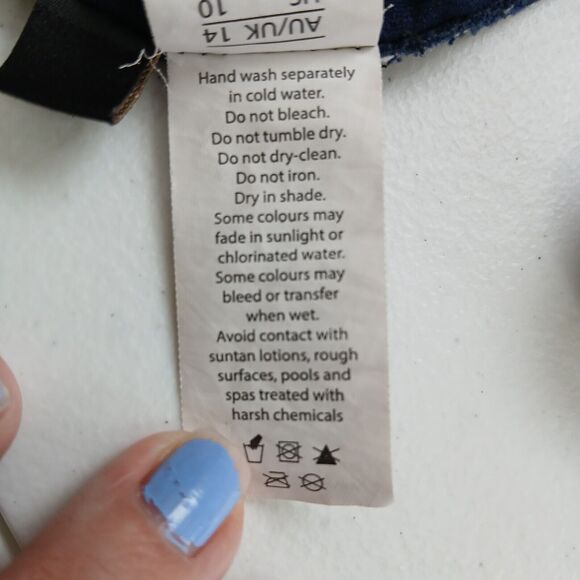 AU/UK 14
US 10
Hand wash separately
in cold water.
Do not bleach.
Do not tumble dry.
Do not dry-clean.
Do not iron.
Dry in shade.
Some colours may
fade in sunlight or
chlorinated water.
Some colours may
bleed or transfer
when wet.
Avoid contact with
suntan lotions, rough
surfaces, pools and
spas treated with
harsh chemicals